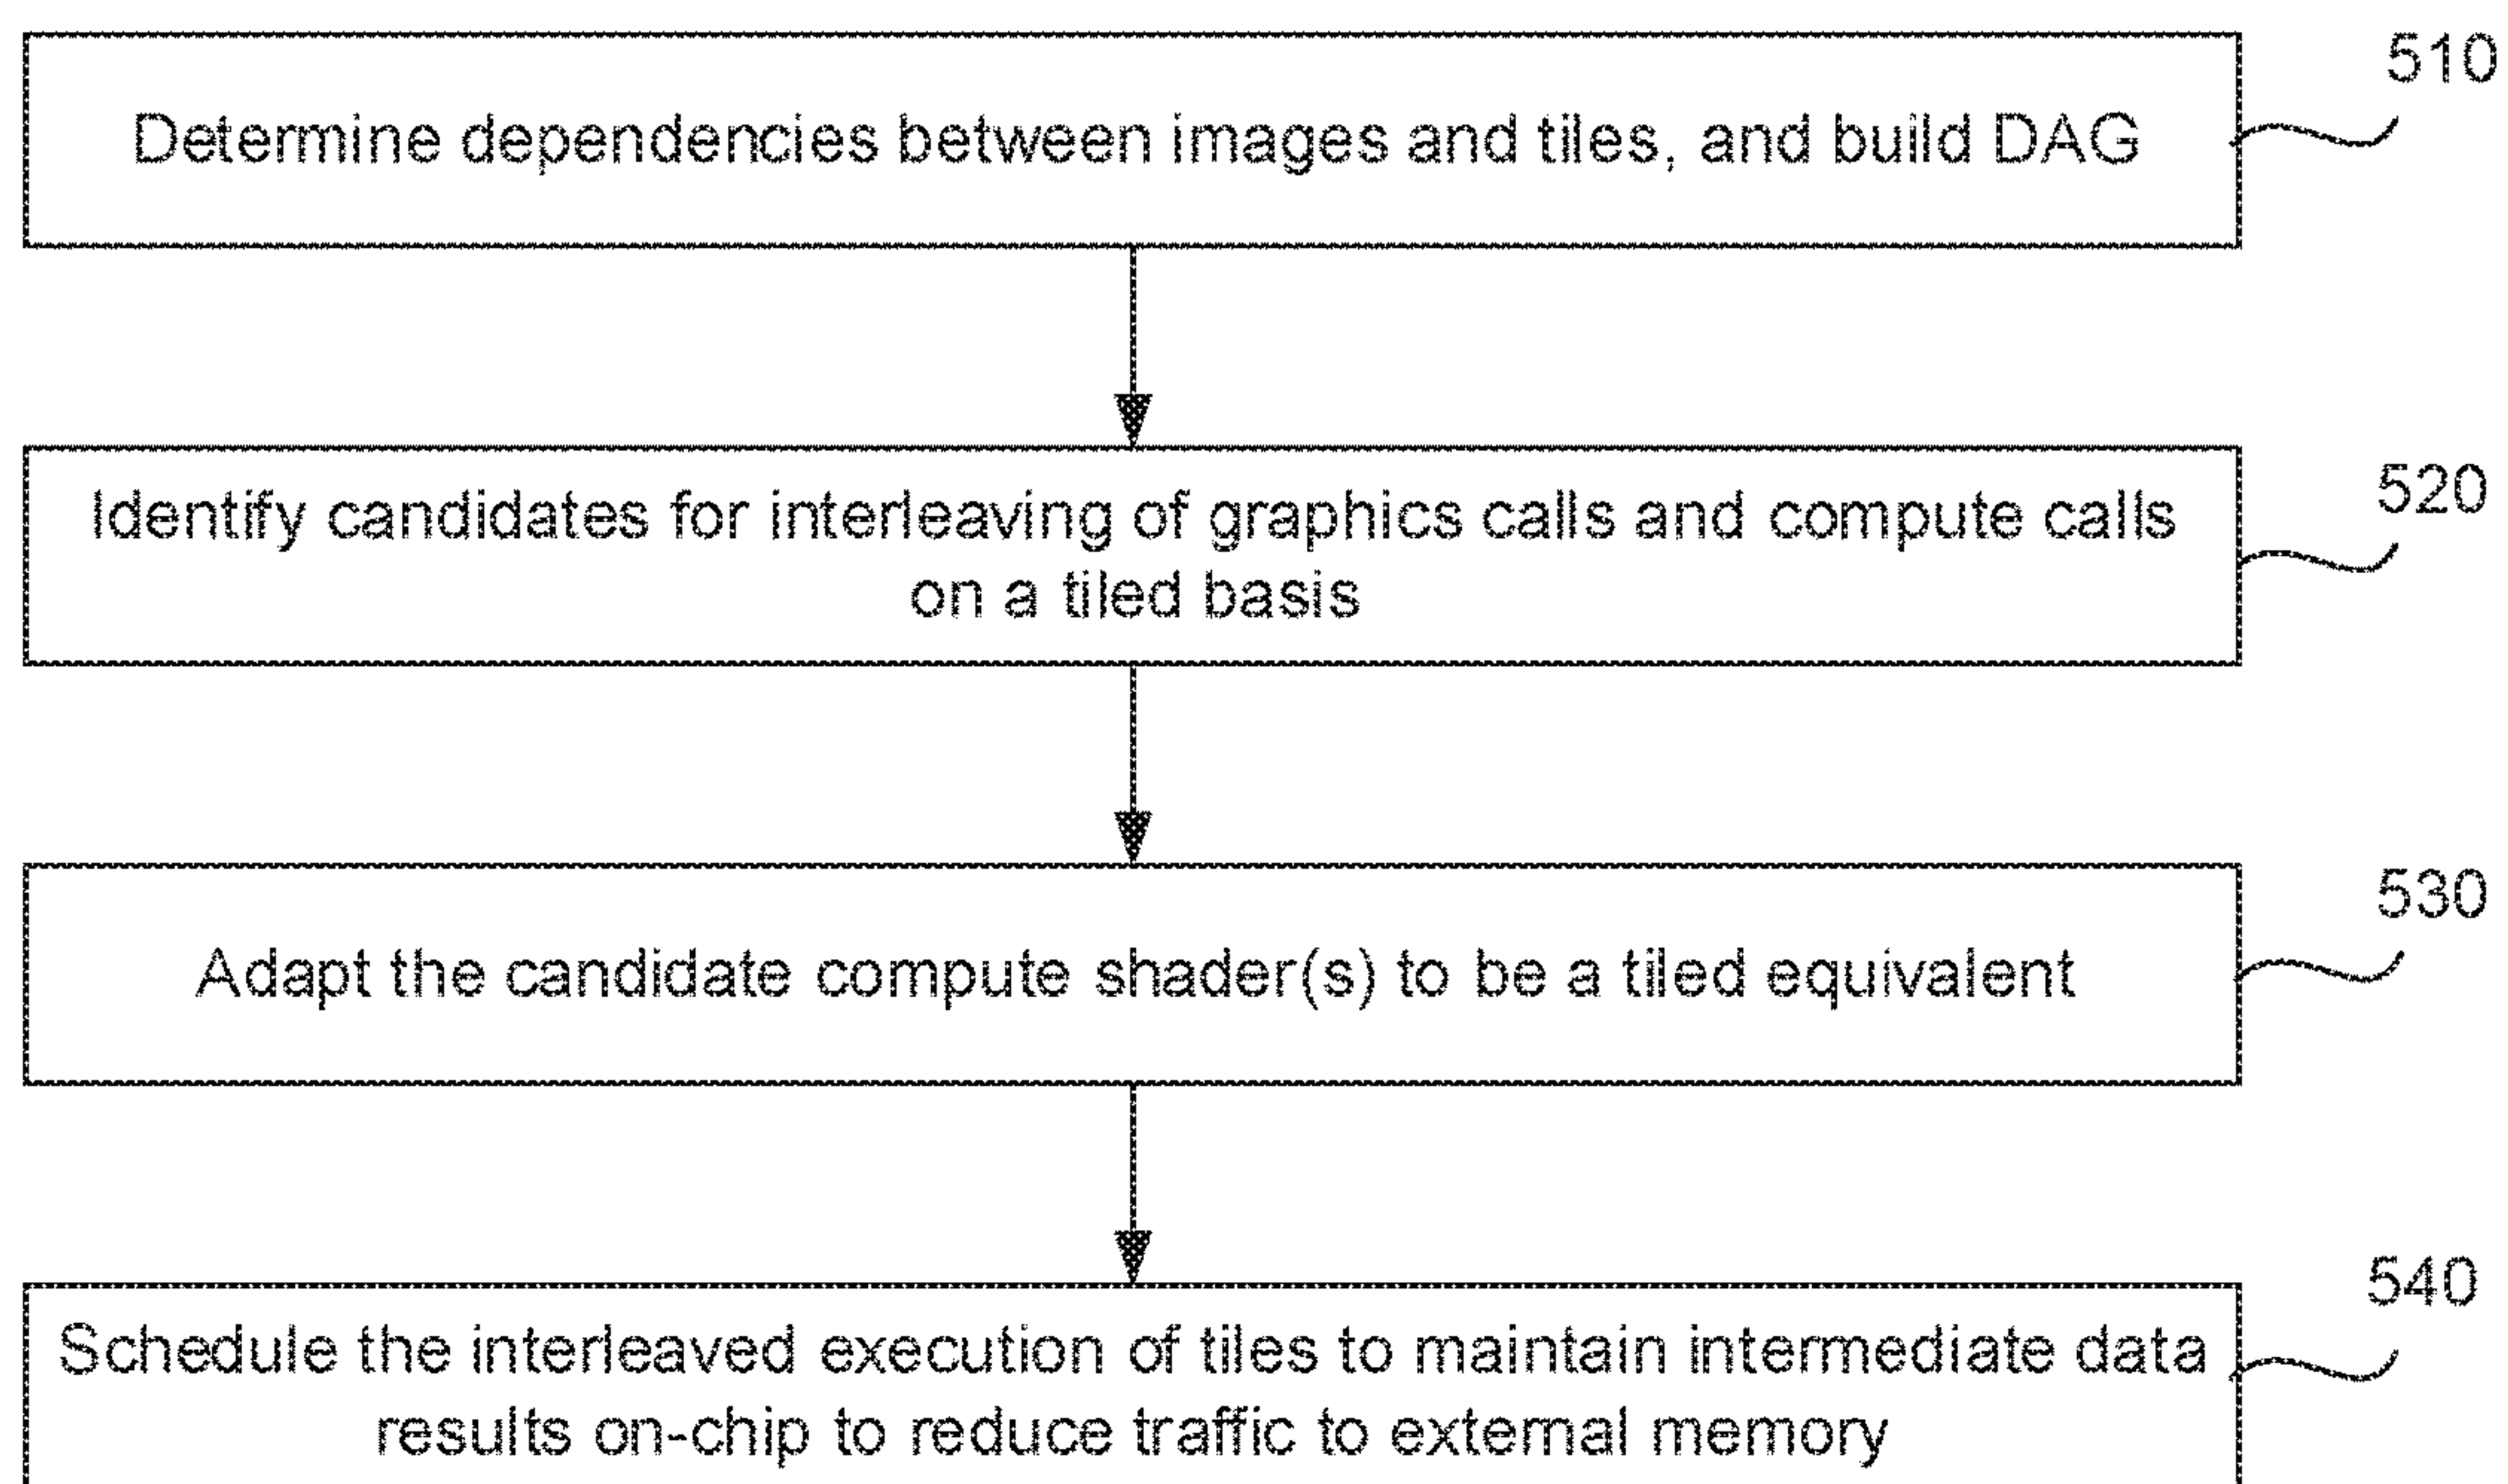 510
Determine dependencies between images and tiles, and build DAG
520
Identify candidates for interleaving of graphics calls and compute calls
on a tiled basis
530
Adapt the candidate compute shader(s) to be a tiled equivalent
540
Schedule the interleaved execution of tiles to maintain intermediate data
results on-chip to reduce traffic to external memory